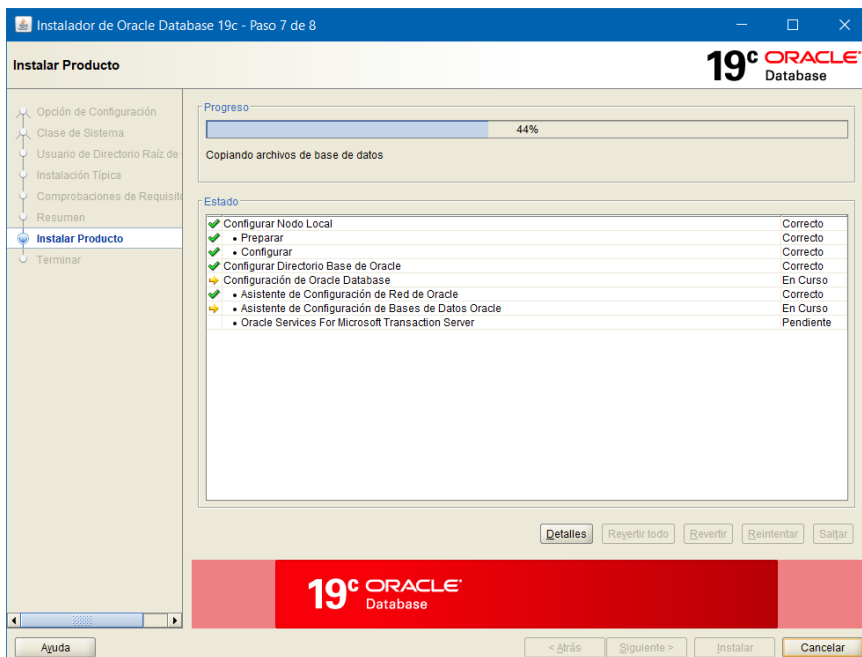 Instalador de Oracle Database 19c - Paso 7 de 8
Instalar Producto
19c ORACLE
Database
Opción de Configuración
Clase de Sistema
Usuario de Directorio Raíz de
Instalación Típica
Comprobaciones de Requisito
Resumen
Instalar Producto
Terminar
Progreso
44%
Copiando archivos de base de datos
Estado
Configurar Nodo Local Correcto
• Preparar Correcto
• Configurar Correcto
Configurar Directorio Base de Oracle Correcto
Configuración de Oracle Database En Curso
• Asistente de Configuración de Red de Oracle Correcto
• Asistente de Configuración de Bases de Datos Oracle En Curso
• Oracle Services For Microsoft Transaction Server Pendiente
Detalles Revertir todo Revertir Reintentar Saltar
19c ORACLE
Database
Ayuda < Atrás Siguiente > Instalar Cancelar